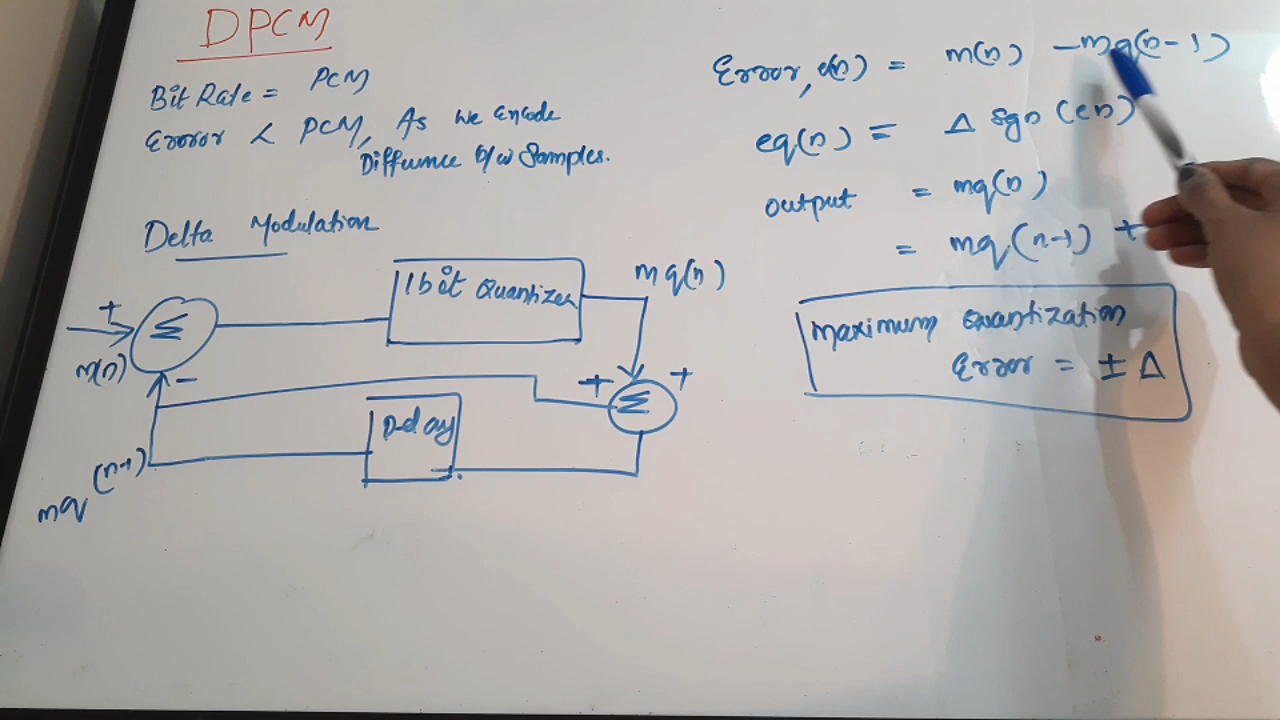 DPCM
Bit Rate = PCM
Error < PCM, As We Encode
Diffurnce b/w Samples.
Delta Modulation
+
Σ
m(n)
-
1 bit Quantizer
mq(n)
+
+
Σ
Delay
mq(n-1)
Error, e(n) = m(n) - mq(n-1)
eq(n) = Δ sgn (en)
output = mq(n)
= mq(n-1) +
Maximum Quantization
Error = ± Δ